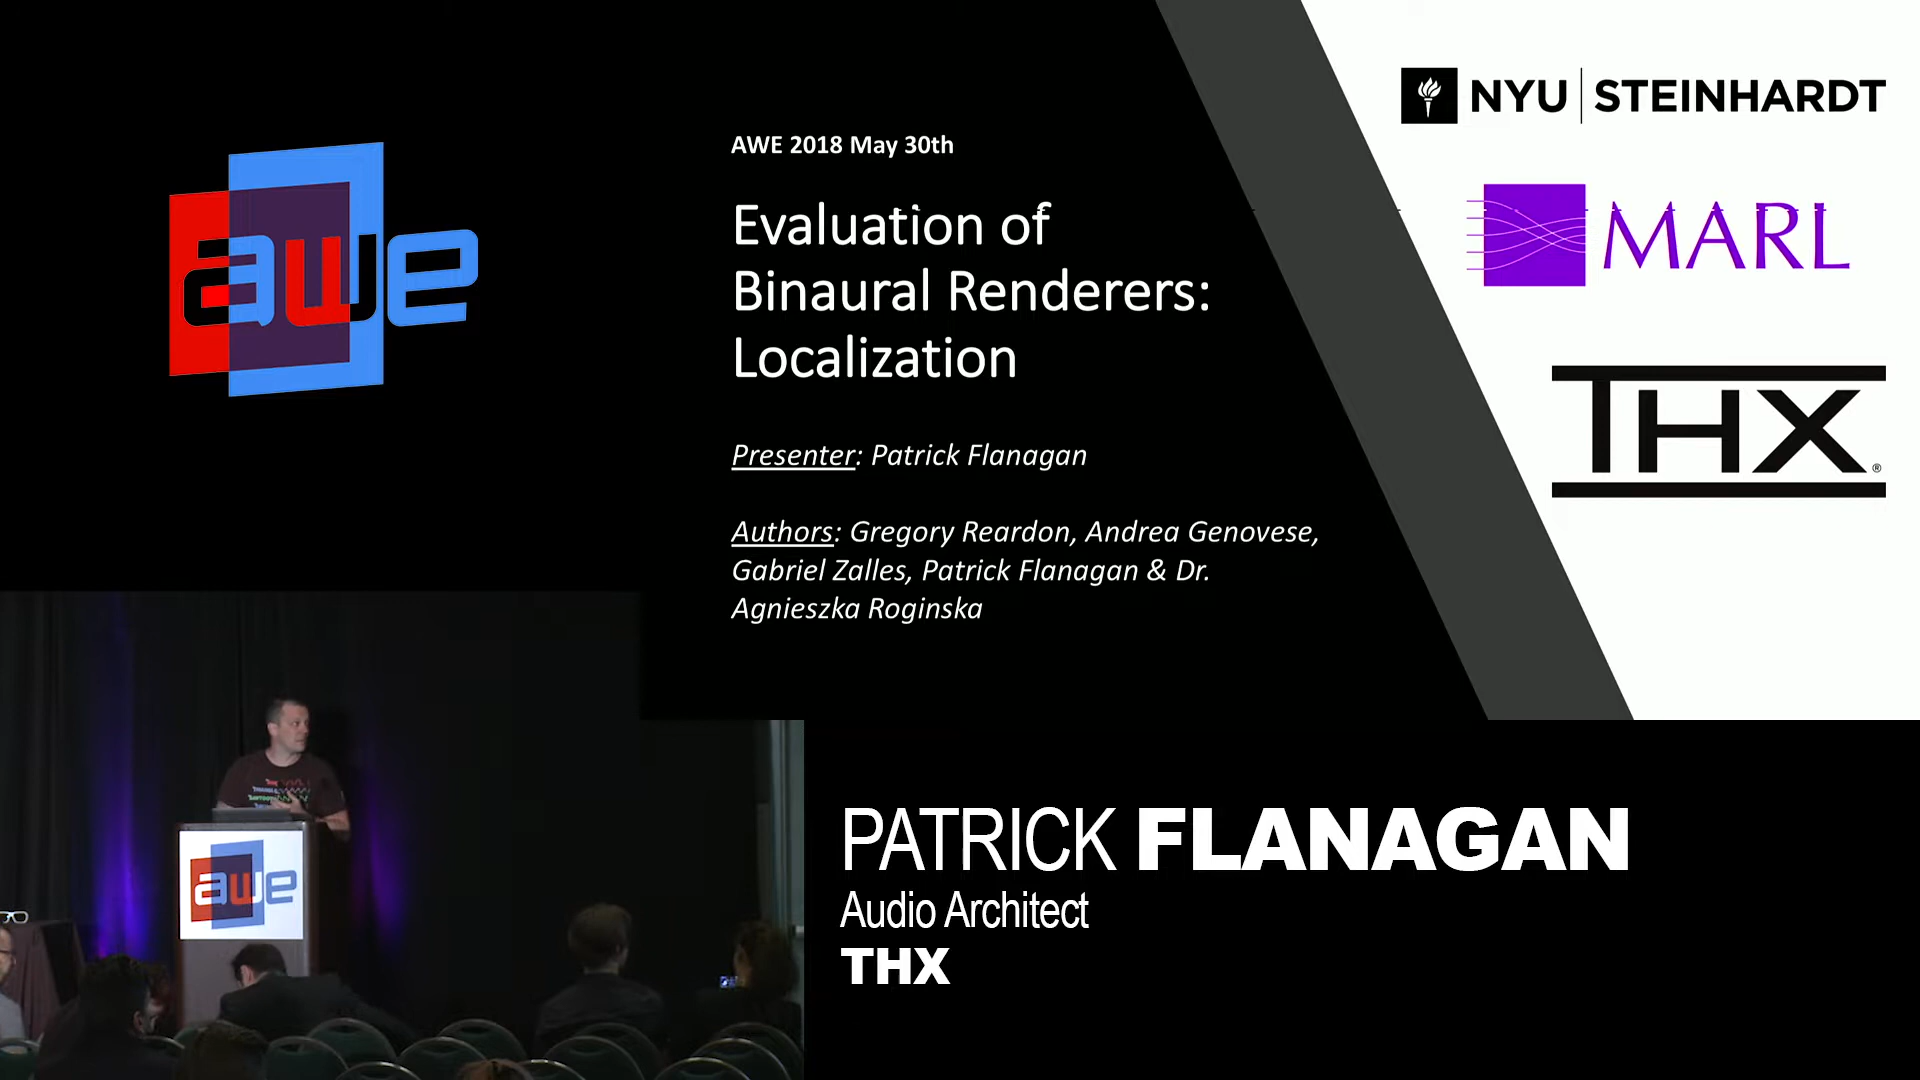 awe
AWE 2018 May 30th
Evaluation of
Binaural Renderers:
Localization
Presenter: Patrick Flanagan
Authors: Gregory Reardon, Andrea Genovese,
Gabriel Zalles, Patrick Flanagan & Dr.
Agnieszka Roginska
NYU | STEINHARDT
MARL
THX®
awe
PATRICK FLANAGAN
Audio Architect
THX